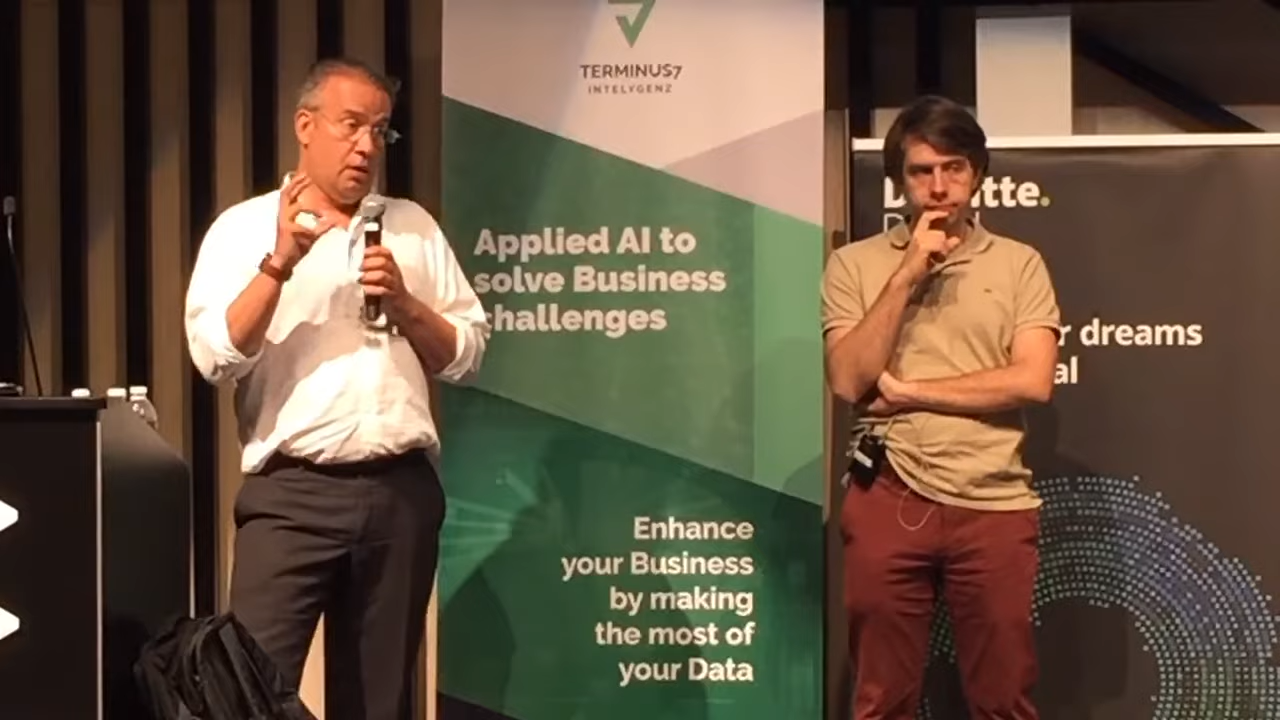 TERMINUS7
INTELYGENZ
Applied AI to
solve Business
challenges
Enhance
your Business
by making
the most of
your Data
dreams